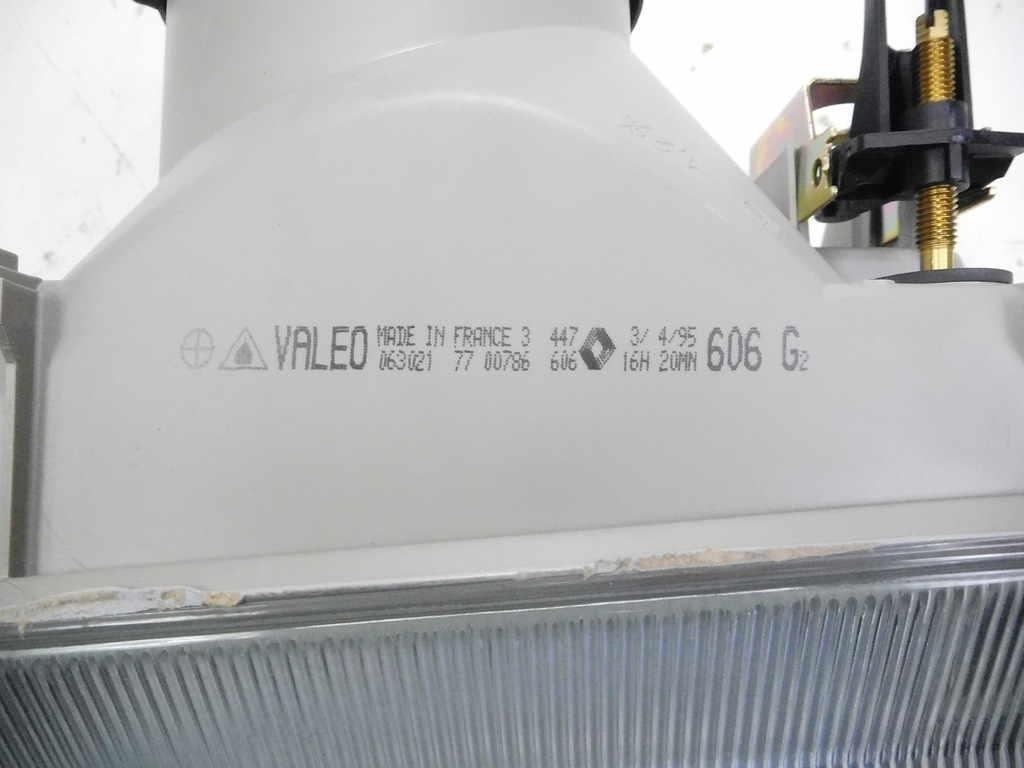 VALEO MADE IN FRANCE 3 447 3/ 4/95 606 G2
063021 77 00786 606 16H 20MN